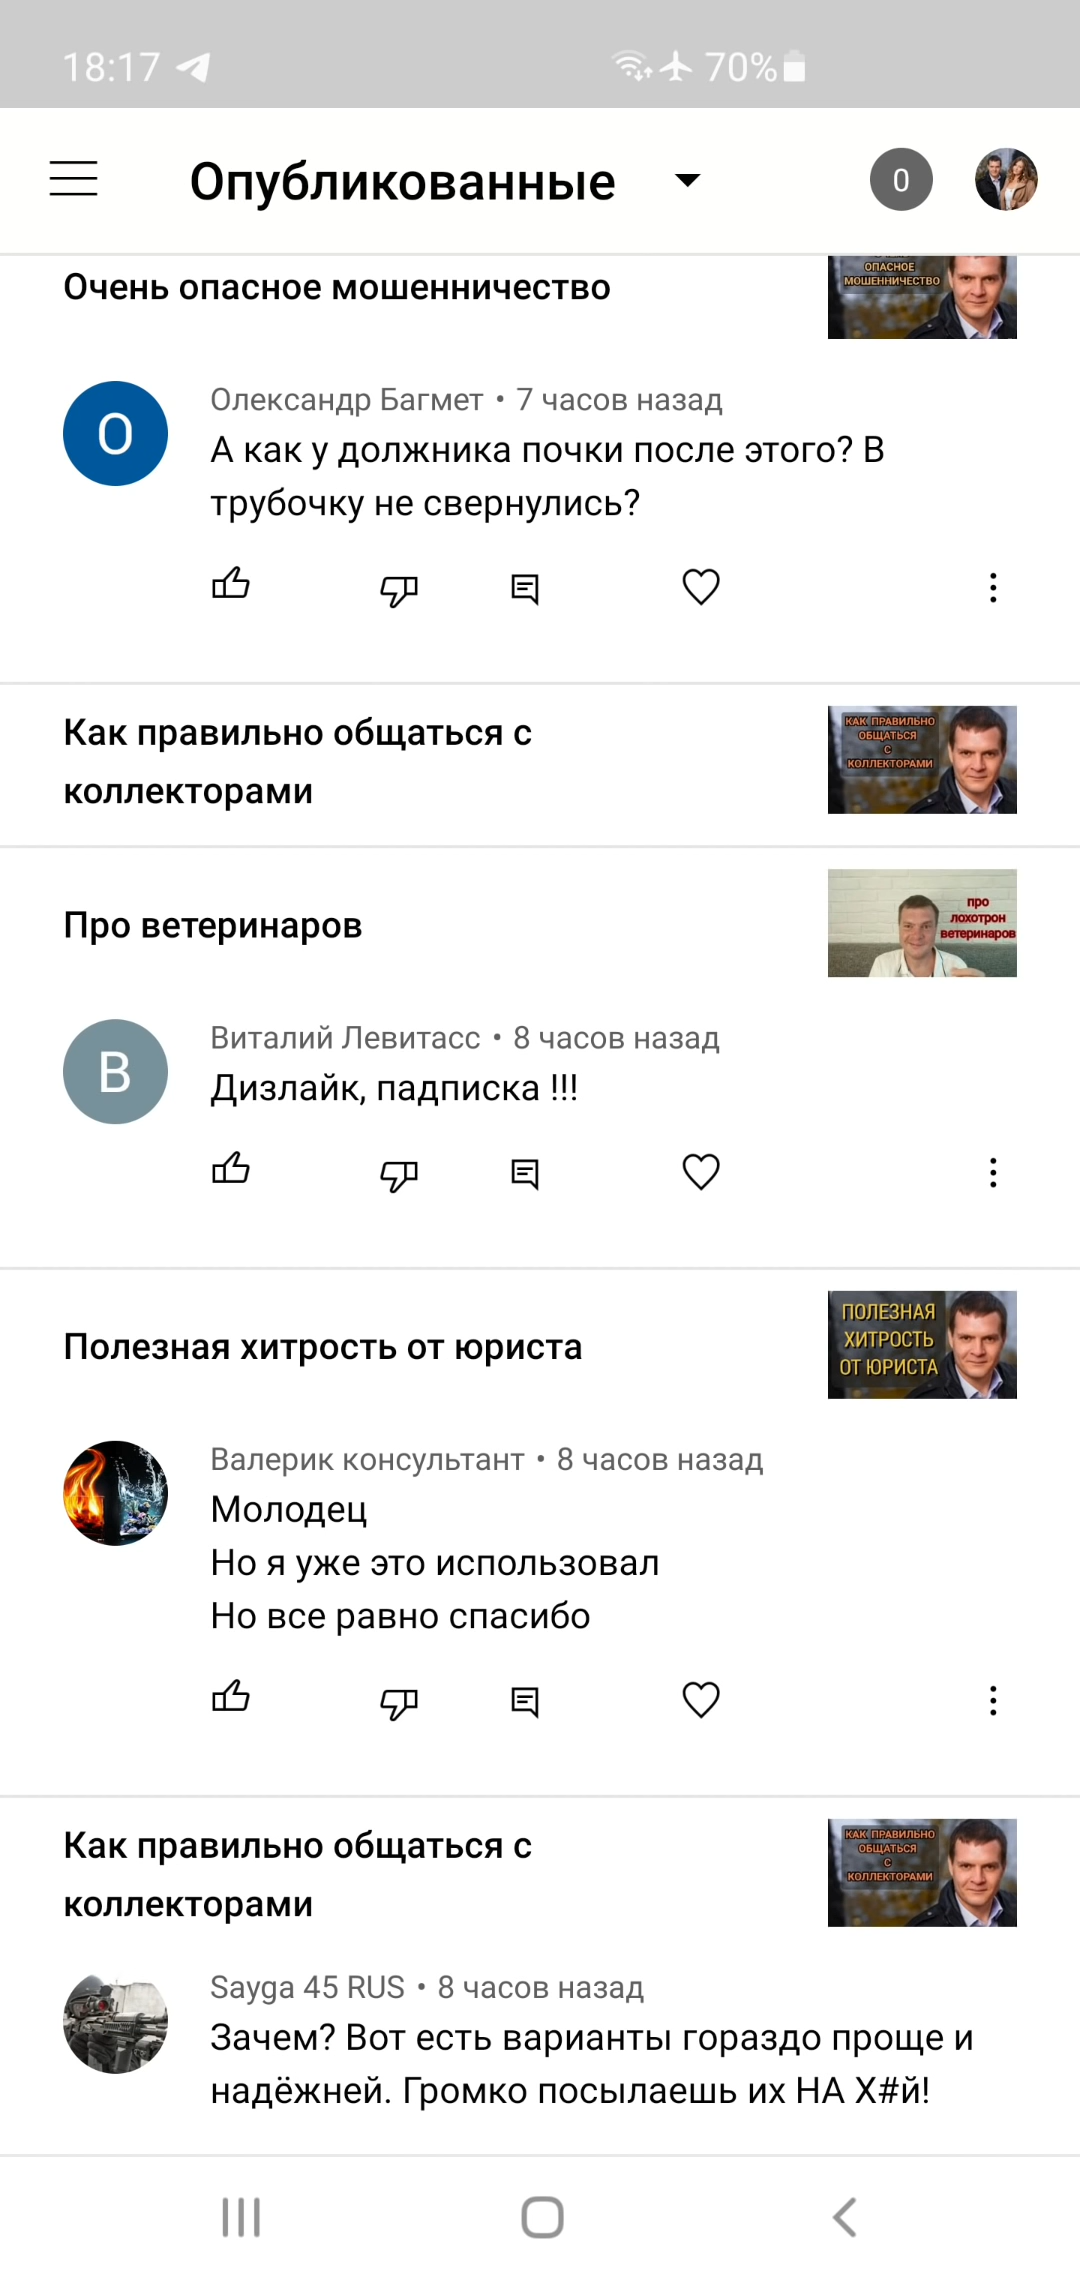 18:17 70%
Опубликованные 0
Очень опасное мошенничество
ОПАСНОЕ
МОШЕННИЧЕСТВО
О
Олександр Багмет • 7 часов назад
А как у должника почки после этого? В
трубочку не свернулись?
Как правильно общаться с
коллекторами
КАК ПРАВИЛЬНО
ОБЩАТЬСЯ
С
КОЛЛЕКТОРАМИ
Про ветеринаров
про
лохотрон
ветеринаров
В
Виталий Левитасс • 8 часов назад
Дизлайк, падписка !!!
Полезная хитрость от юриста
ПОЛЕЗНАЯ
ХИТРОСТЬ
ОТ ЮРИСТА
Валерик консультант • 8 часов назад
Молодец
Но я уже это использовал
Но все равно спасибо
Как правильно общаться с
коллекторами
КАК ПРАВИЛЬНО
ОБЩАТЬСЯ
С
КОЛЛЕКТОРАМИ
Sayga 45 RUS • 8 часов назад
Зачем? Вот есть варианты гораздо проще и
надёжней. Громко посылаешь их НА Х#й!